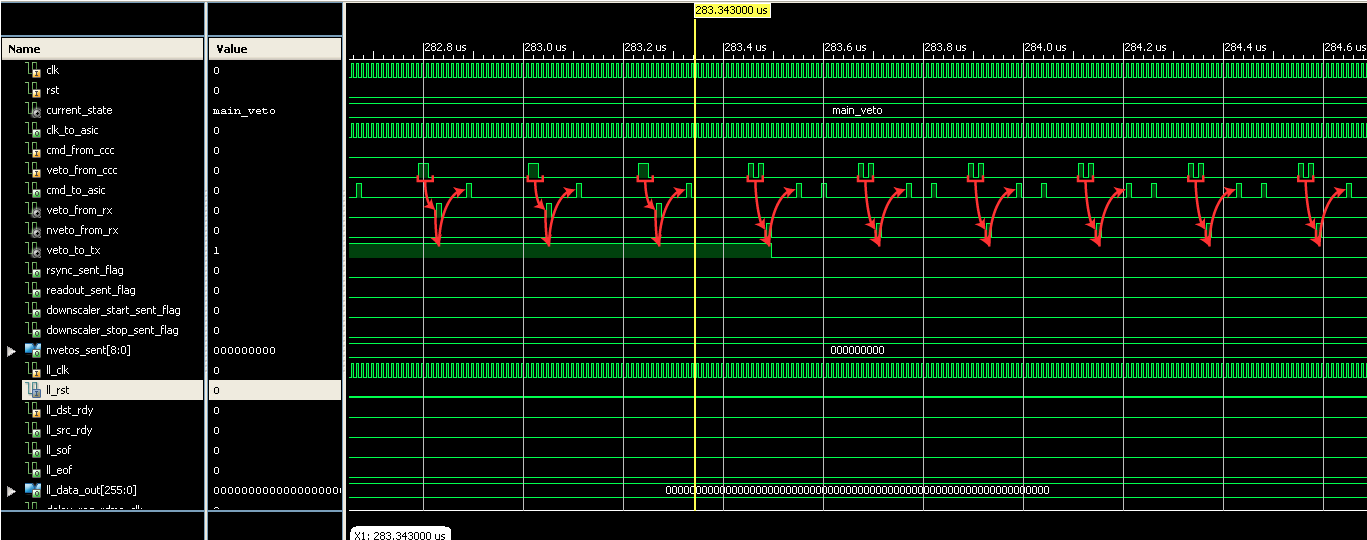 283.343000 us
Name Value
282.8 us 283.0 us 283.2 us 283.4 us 283.6 us 283.8 us 284.0 us 284.2 us 284.4 us 284.6 us
clk 0
rst 0
current_state main_veto main_veto
clk_to_asic 0
cmd_from_ccc 0
veto_from_ccc 0
cmd_to_asic 0
veto_from_rx 0
nveto_from_rx 0
veto_to_tx 1
rsync_sent_flag 0
readout_sent_flag 0
downscaler_start_sent_flag 0
downscaler_stop_sent_flag 0
nvetos_sent[8:0] 000000000 000000000
ll_clk 0
ll_rst 0
ll_dst_rdy 0
ll_src_rdy 0
ll_sof 0
ll_eof 0
ll_data_out[255:0]
X1: 283.343000 us